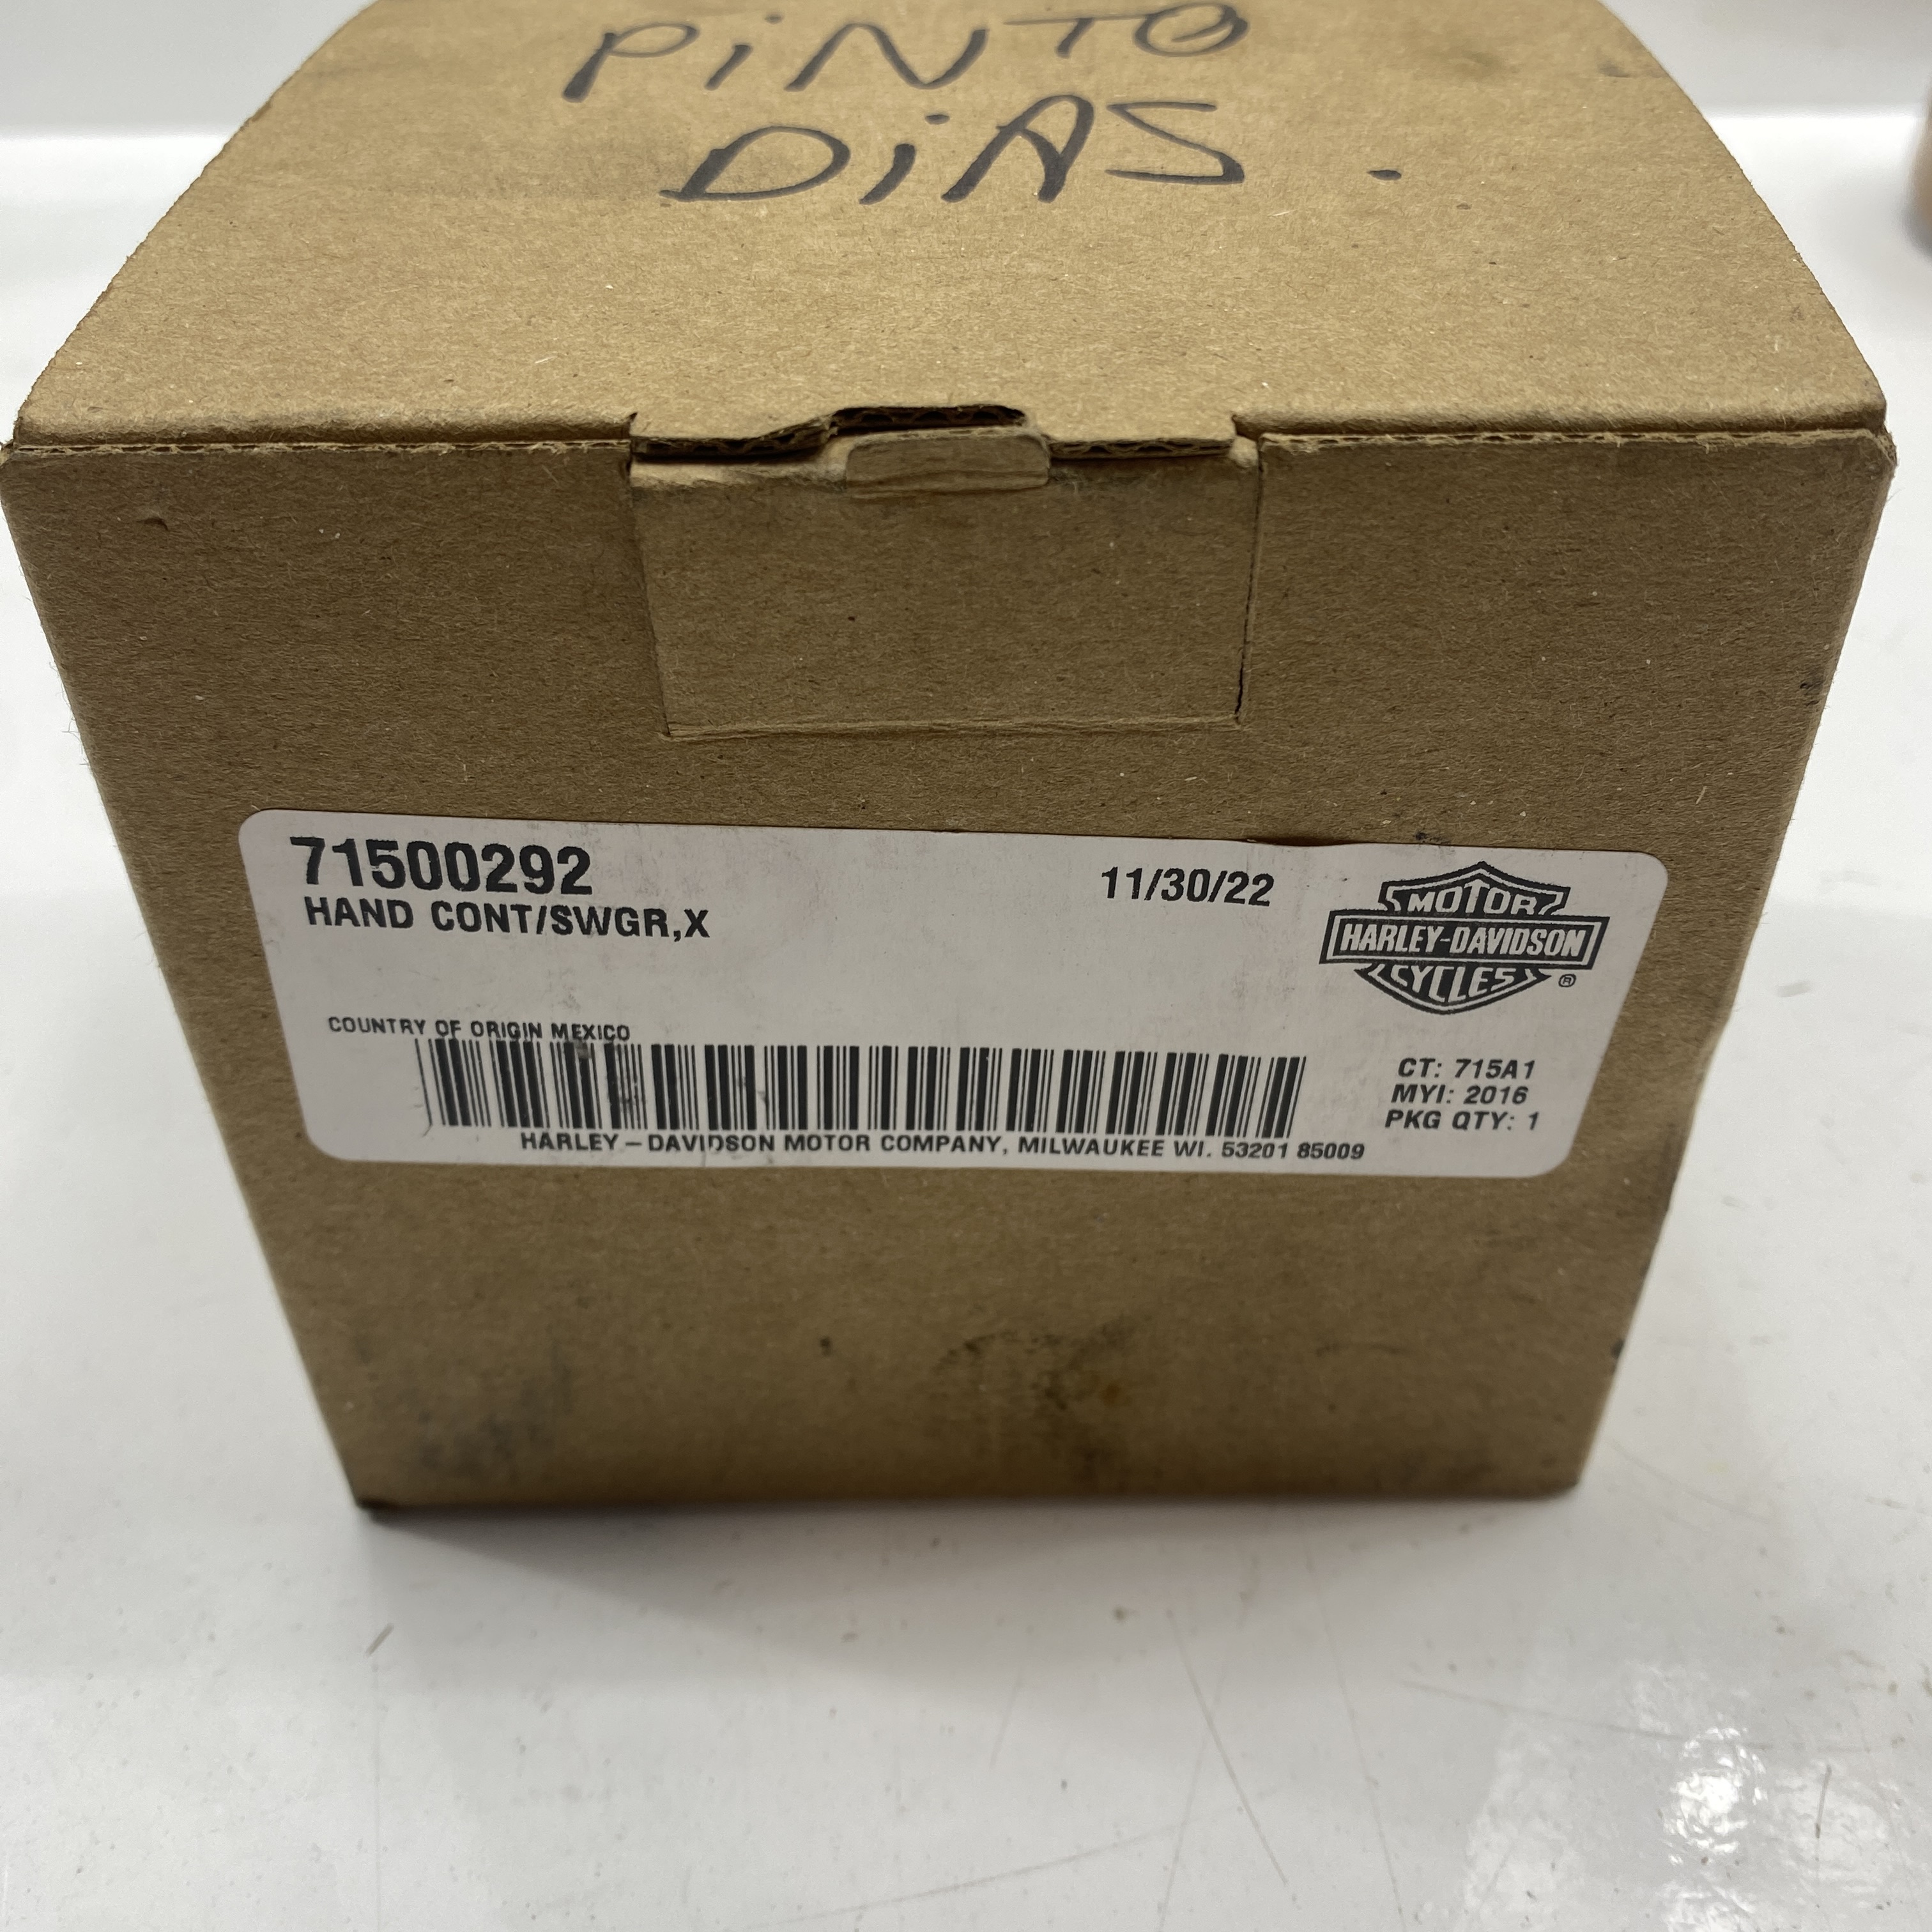 PiNTO
DiAS.
71500292
HAND CONT/SWGR,X
11/30/22
MOTOR
HARLEY-DAVIDSON
CYCLES
®
COUNTRY OF ORIGIN MEXICO
CT: 715A1
MYI: 2016
PKG QTY: 1
HARLEY-DAVIDSON MOTOR COMPANY, MILWAUKEE WI. 53201 85009